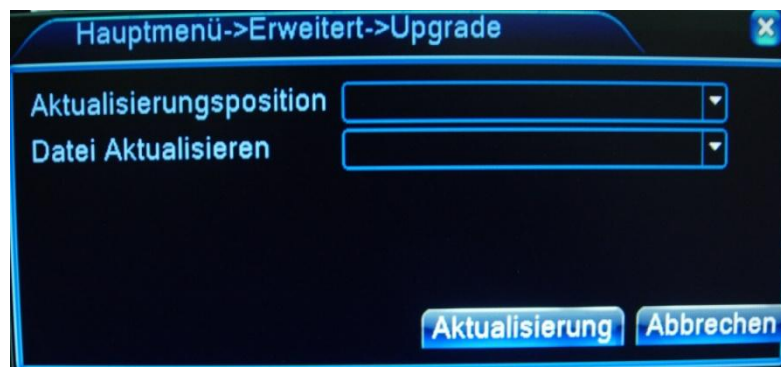 Hauptmenü->Erweitert->Upgrade
Aktualisierungsposition
Datei Aktualisieren
Aktualisierung Abbrechen